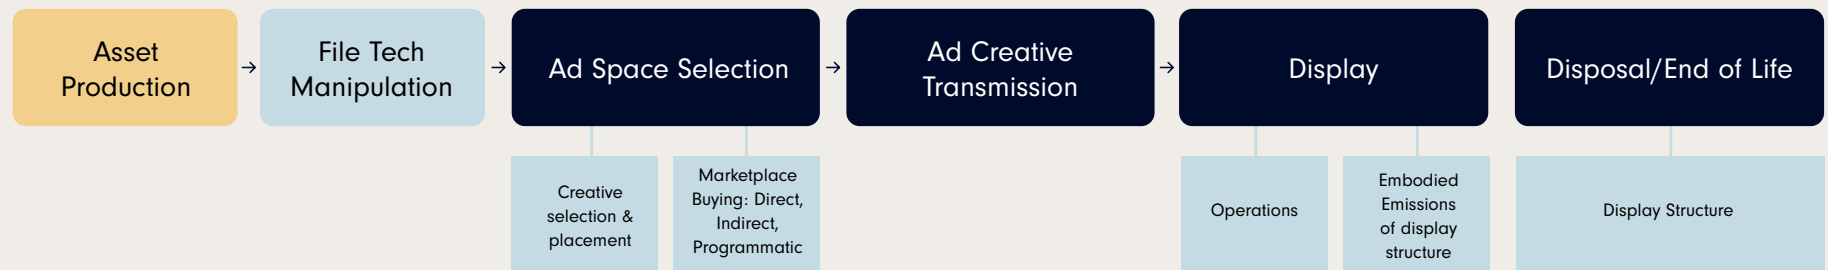 Asset
Production
File Tech
Manipulation
Ad Space Selection
Ad Creative
Transmission
Display
Disposal/End of Life
Creative
selection &
placement
Marketplace
Buying: Direct,
Indirect,
Programmatic
Operations
Embodied
Emissions
of display
structure
Display Structure